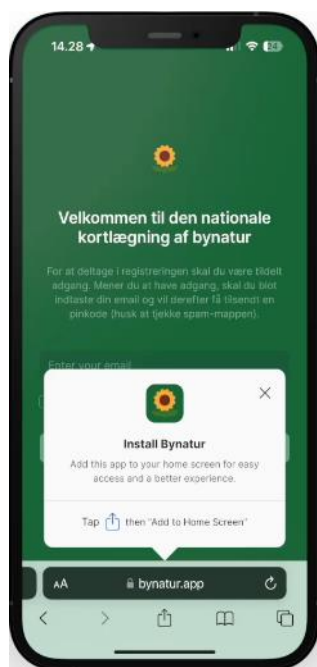 14.28
24
Velkommen til den nationale
kortlægning af bynatur
For at deltage i registreringen skal du være tildelt
adgang. Mener du at have adgang, skal du blot
indtaste din email og vil derefter få tilsendt en
pinkode (husk at tjekke spam-mappen).
Enter your email
Install Bynatur
Add this app to your home screen for easy
access and a better experience.
Tap then "Add to Home Screen"
AA bynatur.app